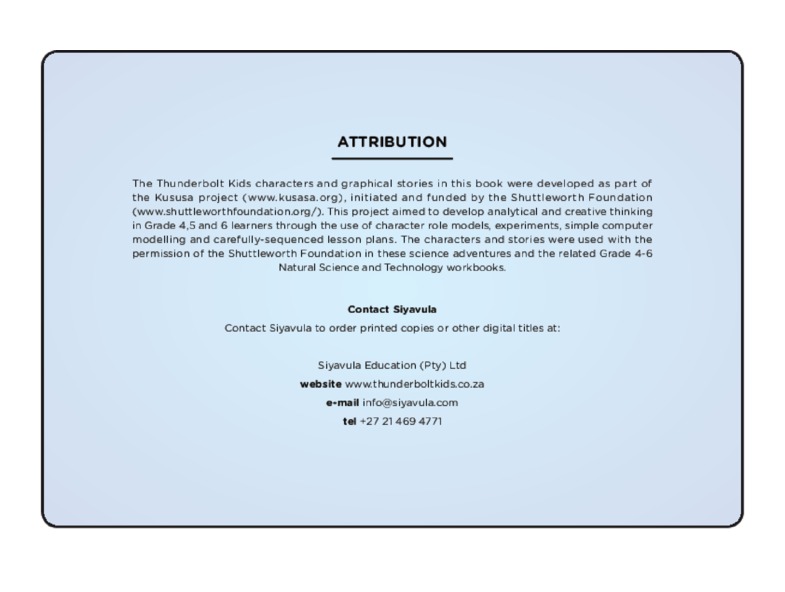 ATTRIBUTION
The Thunderbolt Kids characters and graphical stories in this book were developed as part of
the Kususa project (www.kusasa.org), initiated and funded by the Shuttleworth Foundation
(www.shuttleworthfoundation.org/). This project aimed to develop analytical and creative thinking
in Grade 4,5 and 6 learners through the use of character role models, experiments, simple computer
modelling and carefully-sequenced lesson plans. The characters and stories were used with the
permission of the Shuttleworth Foundation in these science adventures and the related Grade 4-6
Natural Science and Technology workbooks.
Contact Siyavula
Contact Siyavula to order printed copies or other digital titles at:
Siyavula Education (Pty) Ltd
website www.thunderboltkids.co.za
e-mail info@siyavula.com
tel +27 21 469 4771